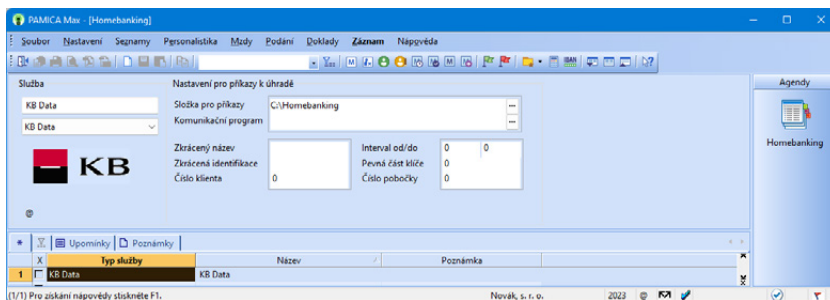 PAMICA Max - [Homebanking]
Soubor Nastavení Seznamy Personalistika Mzdy Podání Doklady Záznam Nápověda
Služba
Nastavení pro příkazy k úhradě
Agendy
KB Data
Složka pro příkazy C:\Homebanking ...
KB Data
Komunikační program ...
Homebanking
KB
Zkrácený název
Interval od/do 0 0
Zkrácená identifikace
Pevná část klíče 0
Číslo klienta 0
Číslo pobočky 0
@
* Upomínky Poznámky
X Typ služby Název Poznámka
1 KB Data KB Data
(1/1) Pro získání nápovědy stiskněte F1. Novák, s. r. o. 2023 @